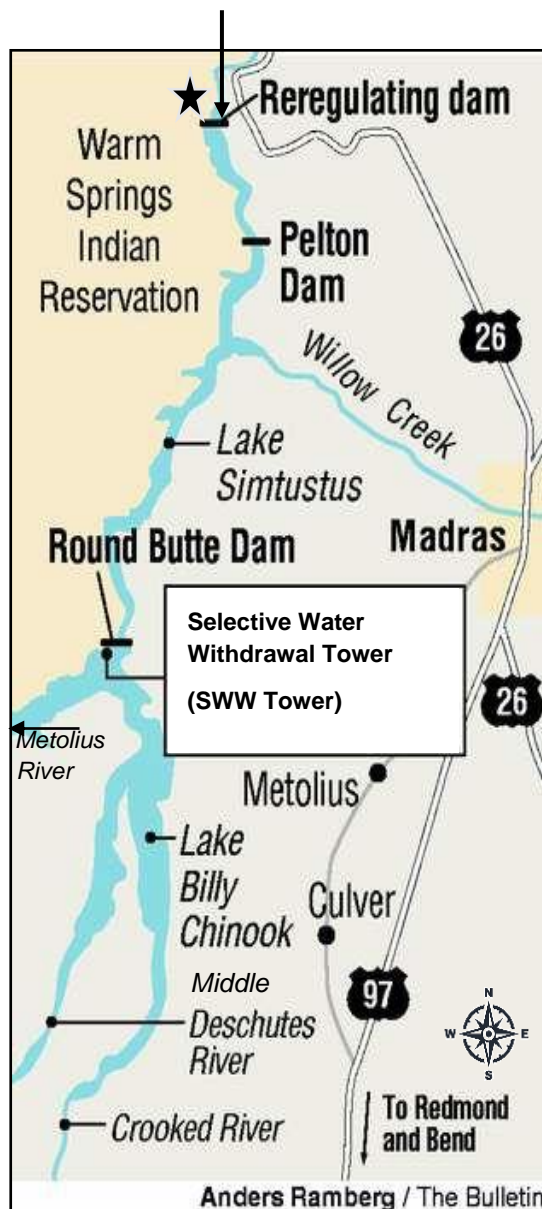 Reregulating dam
Warm
Springs
Indian
Reservation
Pelton
Dam
26
Willow Creek
Lake
Simtustus
Round Butte Dam
Madras
Selective Water
Withdrawal Tower
(SWW Tower)
26
Metolius
River
Metolius
Lake
Billy
Chinook
Culver
Middle
Deschutes
River
97
N
W
E
S
Crooked River
To Redmond
and Bend
Anders Ramberg / The Bulletin